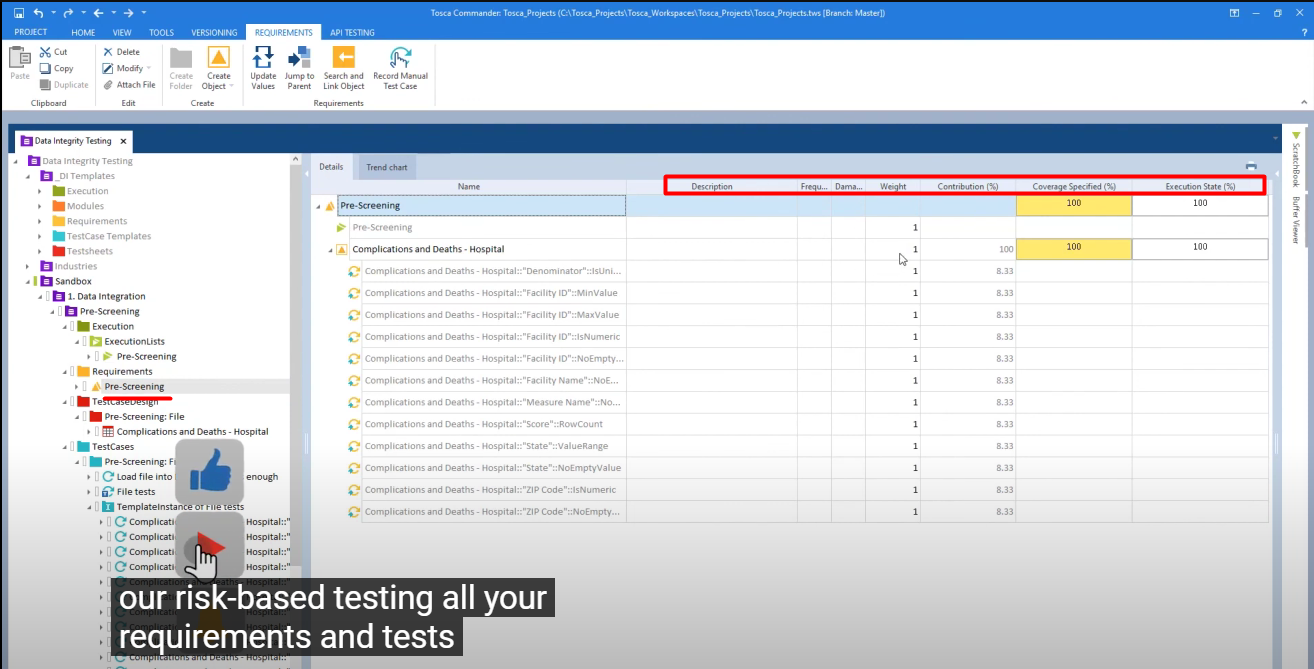 Tosca Commander: Tosca_Projects (C:\Tosca_Projects\Tosca_Workspaces\Tosca_Projects\Tosca_Projects.tws [Branch: Master])
PROJECT HOME VIEW TOOLS VERSIONING REQUIREMENTS API TESTING
Paste
Cut
Copy
Duplicate
Clipboard
Delete
Modify
Attach File
Edit
Create Folder
Create Object
Create
Update Values
Jump to Parent
Search and Link Object
Record Manual Test Case
Requirements
Data Integrity Testing
Data Integrity Testing
_DI Templates
Execution
Modules
Requirements
TestCase Templates
Testsheets
Industries
Sandbox
1. Data Integration
Pre-Screening
Execution
ExecutionLists
Pre-Screening
Requirements
Pre-Screening
TestCaseDesign
Pre-Screening: File
Complications and Deaths - Hospital
TestCases
Pre-Screening: Fi
Load file into enough
File tests
TemplateInstance of File tests
Complicati Hospital::"
Complicati Hospital::"
Complicati Hospital::"
Complicati Hospital::"
Complications and Deaths - Hospital::"
Hospital::"
Hospital::"
Hospital::"
Hospital::"
Complications and Deaths - Hospital::"
Details Trend chart
Name Description Frequ... Dama... Weight Contribution (%) Coverage Specified (%) Execution State (%)
Pre-Screening 100 100
Pre-Screening 1
Complications and Deaths - Hospital 1 100 100 100
Complications and Deaths - Hospital::"Denominator"::IsUni... 1 8.33
Complications and Deaths - Hospital::"Facility ID"::MinValue 1 8.33
Complications and Deaths - Hospital::"Facility ID"::MaxValue 1 8.33
Complications and Deaths - Hospital::"Facility ID"::IsNumeric 1 8.33
Complications and Deaths - Hospital::"Facility ID"::NoEmpty... 1 8.33
Complications and Deaths - Hospital::"Facility Name"::NoE... 1 8.33
Complications and Deaths - Hospital::"Measure Name"::No... 1 8.33
Complications and Deaths - Hospital::"Score"::RowCount 1 8.33
Complications and Deaths - Hospital::"State"::ValueRange 1 8.33
Complications and Deaths - Hospital::"State"::NoEmptyValue 1 8.33
Complications and Deaths - Hospital::"ZIP Code"::IsNumeric 1 8.33
Complications and Deaths - Hospital::"ZIP Code"::NoEmpty... 1 8.33
ScratchBook
Buffer Viewer
our risk-based testing all your
requirements and tests